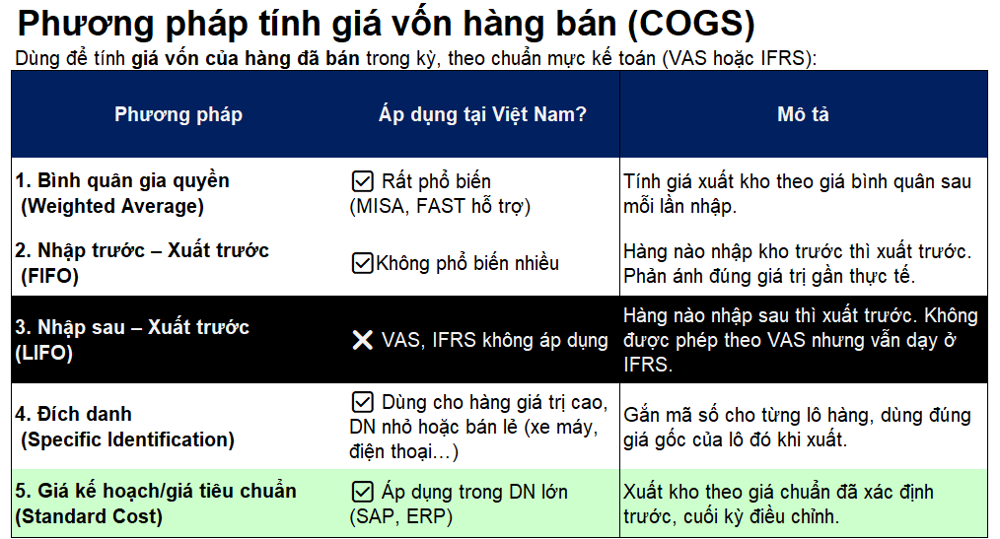 Phương pháp tính giá vốn hàng bán (COGS)
Dùng để tính giá vốn của hàng đã bán trong kỳ, theo chuẩn mực kế toán (VAS hoặc IFRS):
Phương pháp
Áp dụng tại Việt Nam?
Mô tả
1. Bình quân gia quyền
(Weighted Average)
☑ Rất phổ biến
(MISA, FAST hỗ trợ)
Tính giá xuất kho theo giá bình quân sau
mỗi lần nhập.
2. Nhập trước – Xuất trước
(FIFO)
☑Không phổ biến nhiều
Hàng nào nhập kho trước thì xuất trước.
Phản ánh đúng giá trị gần thực tế.
3. Nhập sau – Xuất trước
(LIFO)
❌ VAS, IFRS không áp dụng
Hàng nào nhập sau thì xuất trước. Không
được phép theo VAS nhưng vẫn dạy ở
IFRS.
4. Đích danh
(Specific Identification)
☑ Dùng cho hàng giá trị cao,
DN nhỏ hoặc bán lẻ (xe máy,
điện thoại…)
Gắn mã số cho từng lô hàng, dùng đúng
giá gốc của lô đó khi xuất.
5. Giá kế hoạch/giá tiêu chuẩn
(Standard Cost)
☑ Áp dụng trong DN lớn
(SAP, ERP)
Xuất kho theo giá chuẩn đã xác định
trước, cuối kỳ điều chỉnh.